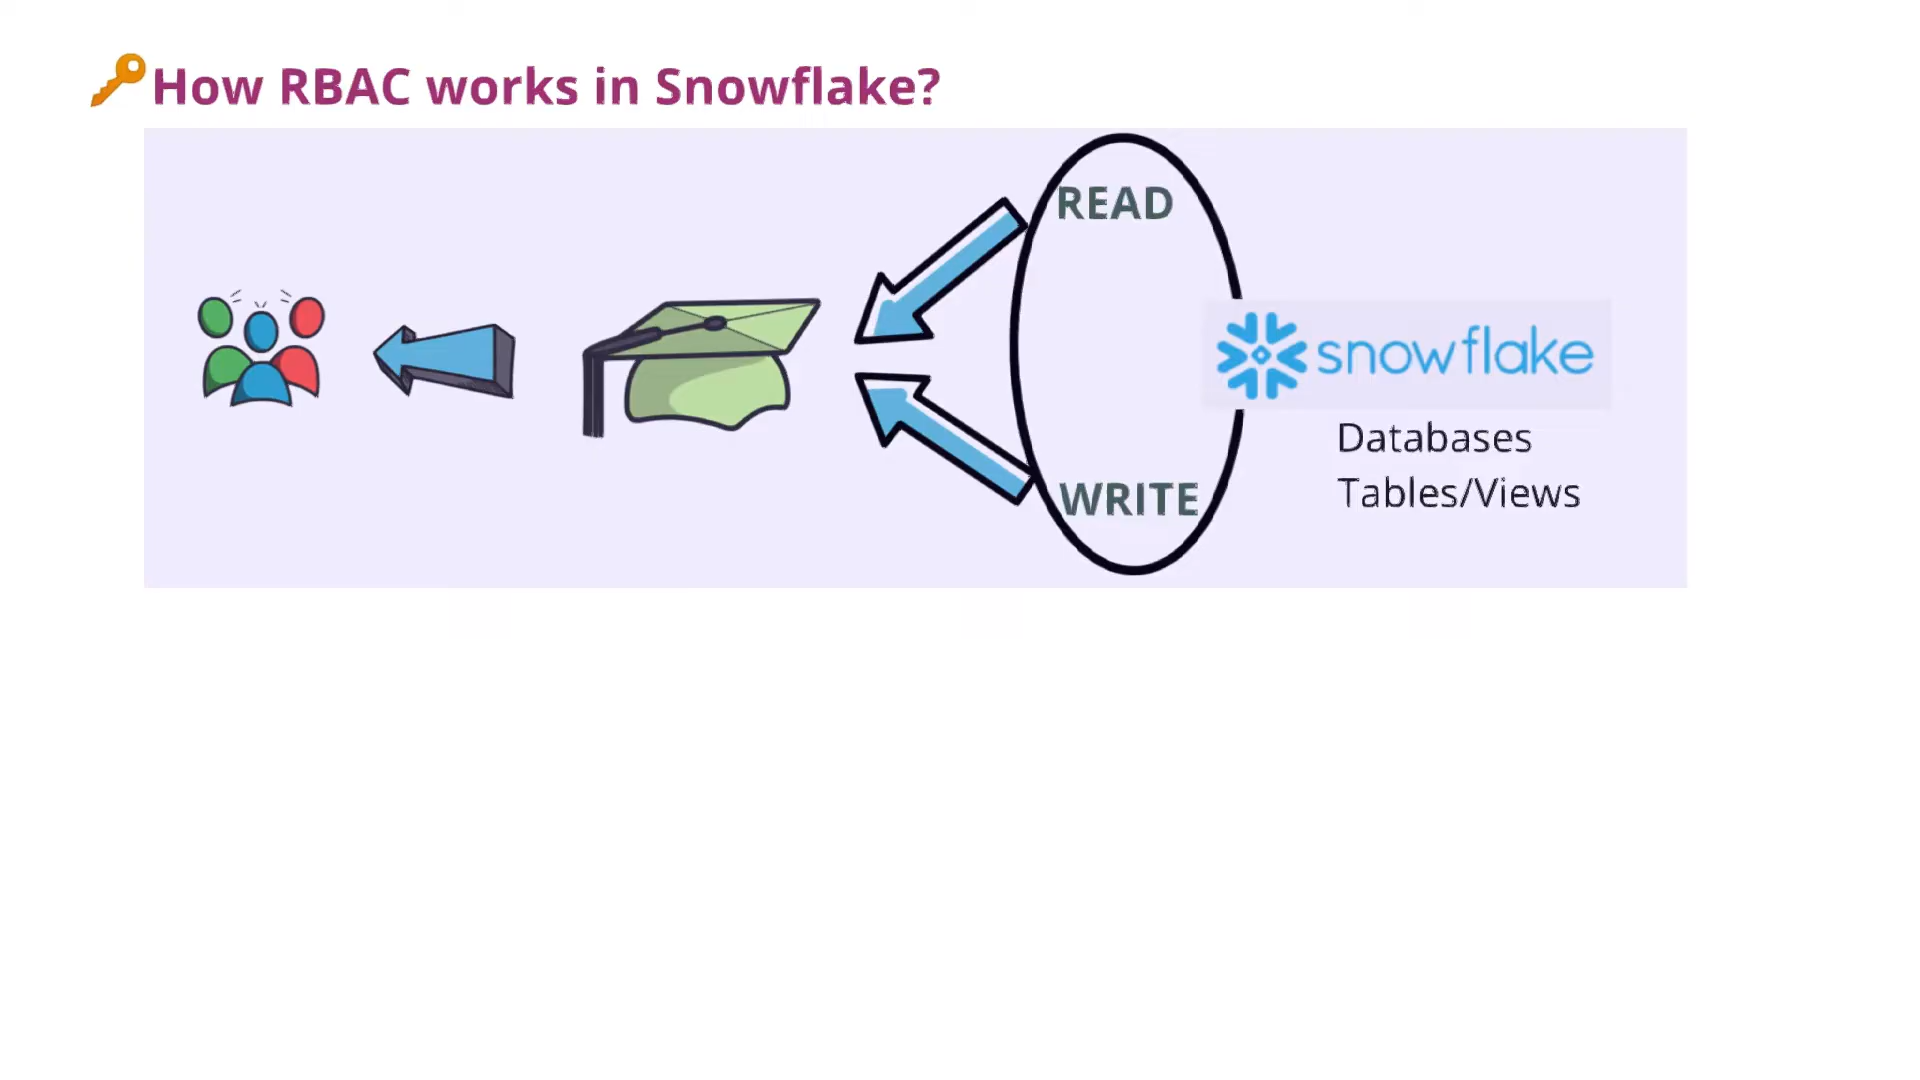 How RBAC works in Snowflake?
READ
snowflake
Databases
Tables/Views
WRITE